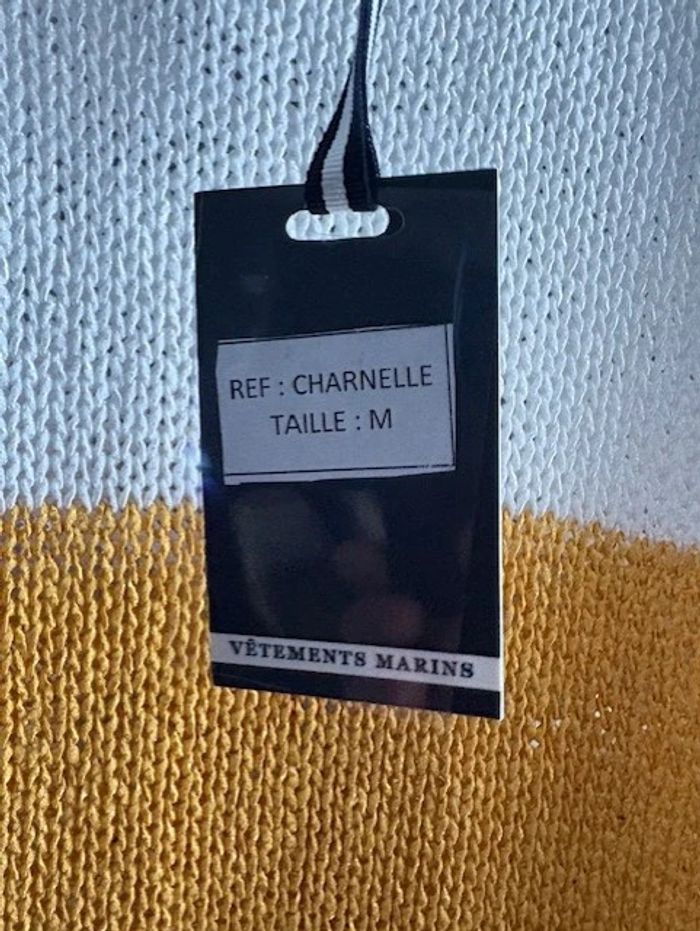 REF : CHARNELLE
TAILLE : M
VÊTEMENTS MARINS